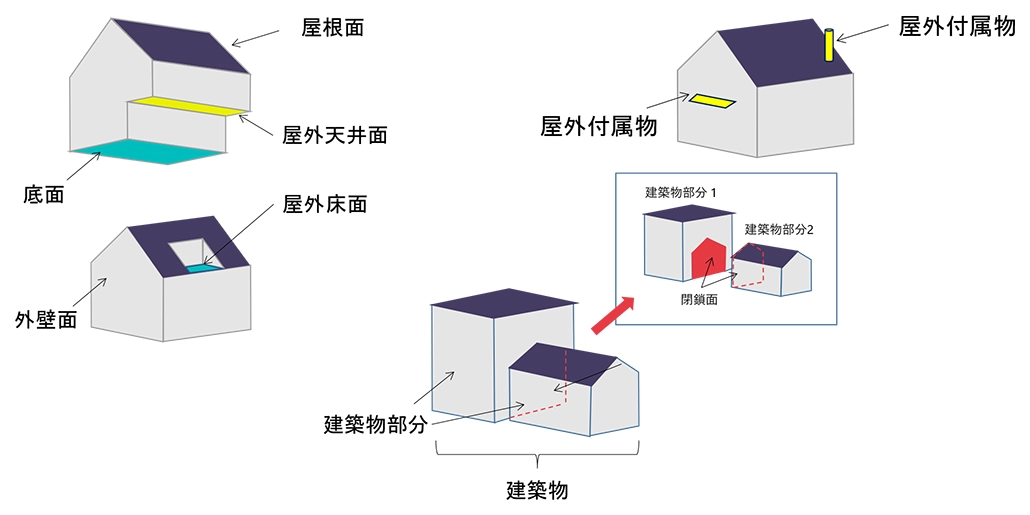 屋根面
屋外付属物
屋外付属物
屋外天井面
底面
屋外床面
外壁面
建築物部分1
建築物部分2
閉鎖面
建築物部分
建築物